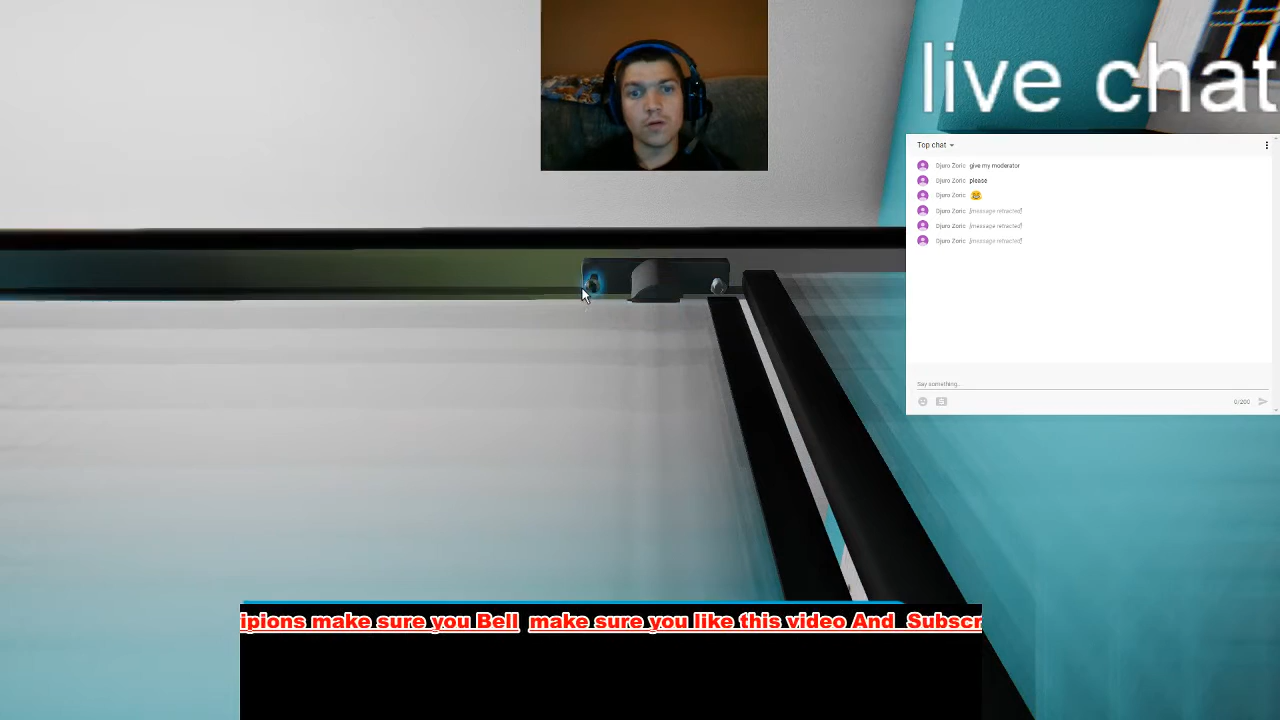 live chat
Top chat
Djuro Zoric give my moderator
Djuro Zoric please
Djuro Zoric
Djuro Zoric [message retracted]
Djuro Zoric [message retracted]
Djuro Zoric [message retracted]
Say something...
0/200
ipions make sure you Bell make sure you like this video And Subscr